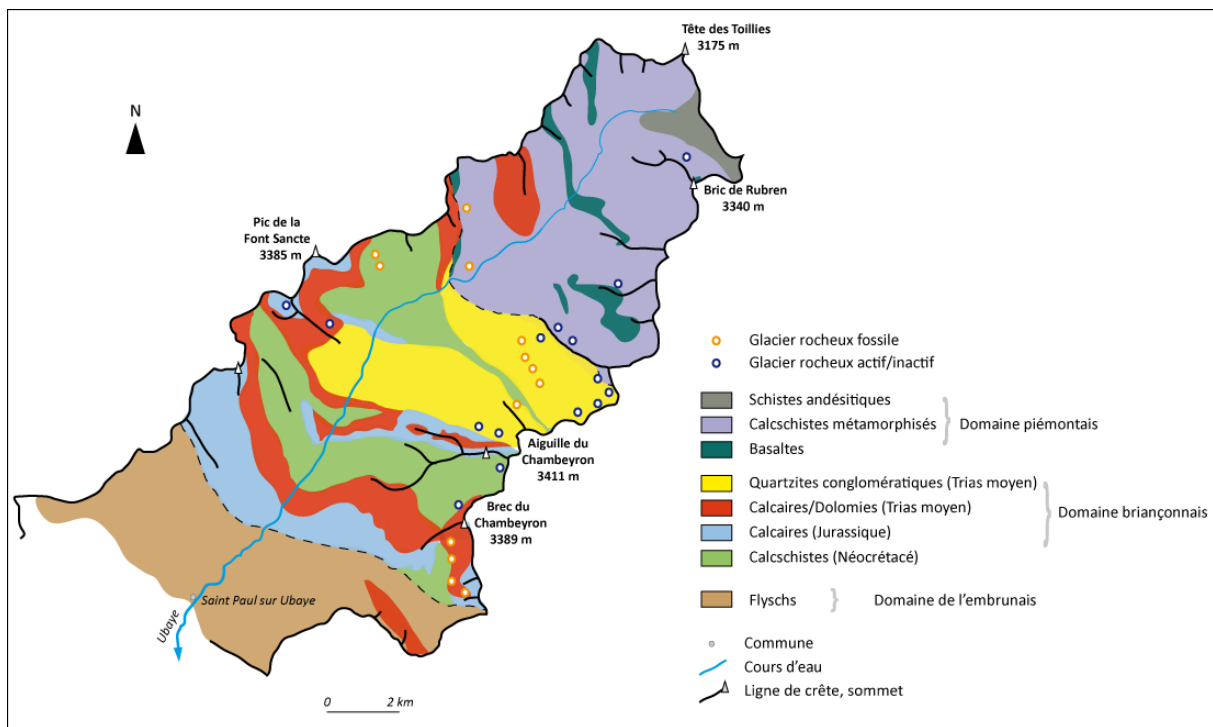 Tête des Toillies
3175 m
N
Bric de Rubren
3340 m
Pic de la
Font Sancte
3385 m
Aiguille du
Chambeyron
3411 m
Brec du
Chambeyron
3389 m
Saint Paul sur Ubaye
Ubaye
0 2 km
Glacier rocheux fossile
Glacier rocheux actif/inactif
Schistes andésitiques
Calcschistes métamorphisés
Domaine piémontais
Basaltes
Quartzites conglomératiques (Trias moyen)
Calcaires/Dolomies (Trias moyen)
Domaine briançonnais
Calcaires (Jurassique)
Calcschistes (Néocrétacé)
Flyschs
Domaine de l'embrunais
Commune
Cours d'eau
Ligne de crête, sommet